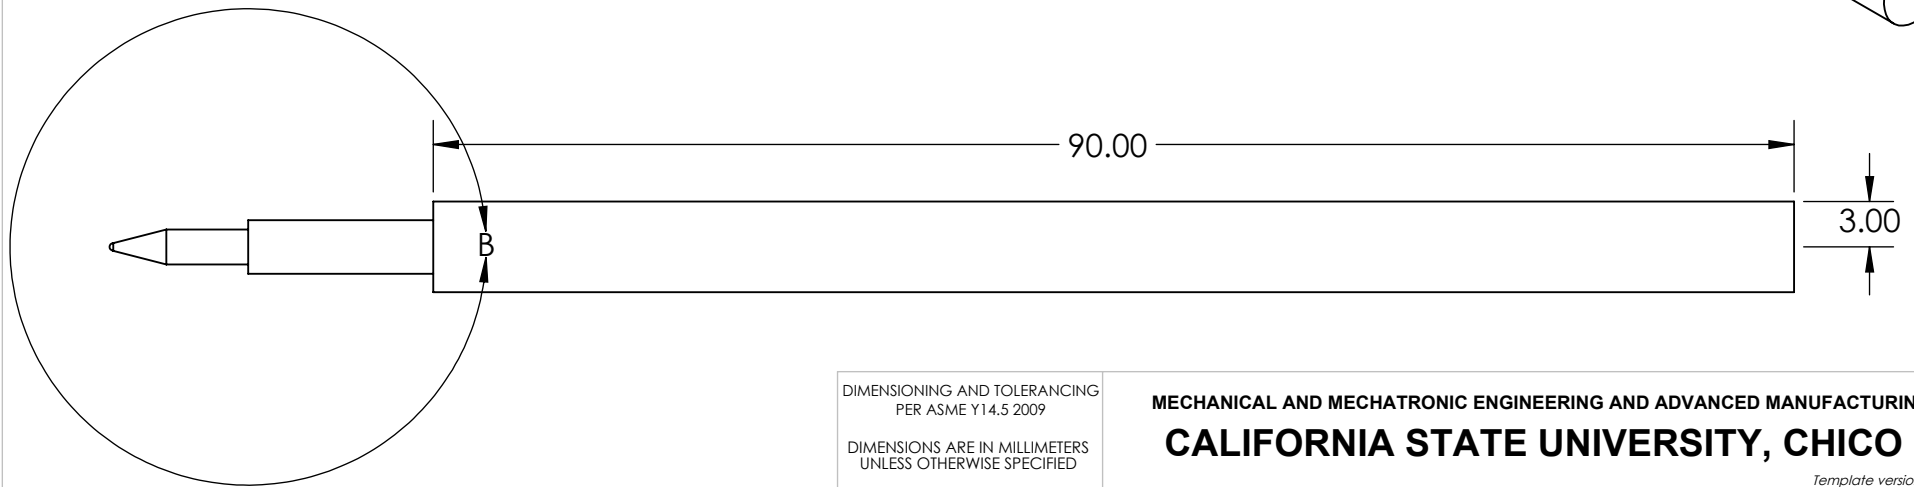 90.00
3.00
B
DIMENSIONING AND TOLERANCING
PER ASME Y14.5 2009
DIMENSIONS ARE IN MILLIMETERS
UNLESS OTHERWISE SPECIFIED
MECHANICAL AND MECHATRONIC ENGINEERING AND ADVANCED MANUFACTURIN
CALIFORNIA STATE UNIVERSITY, CHICO
Template versio